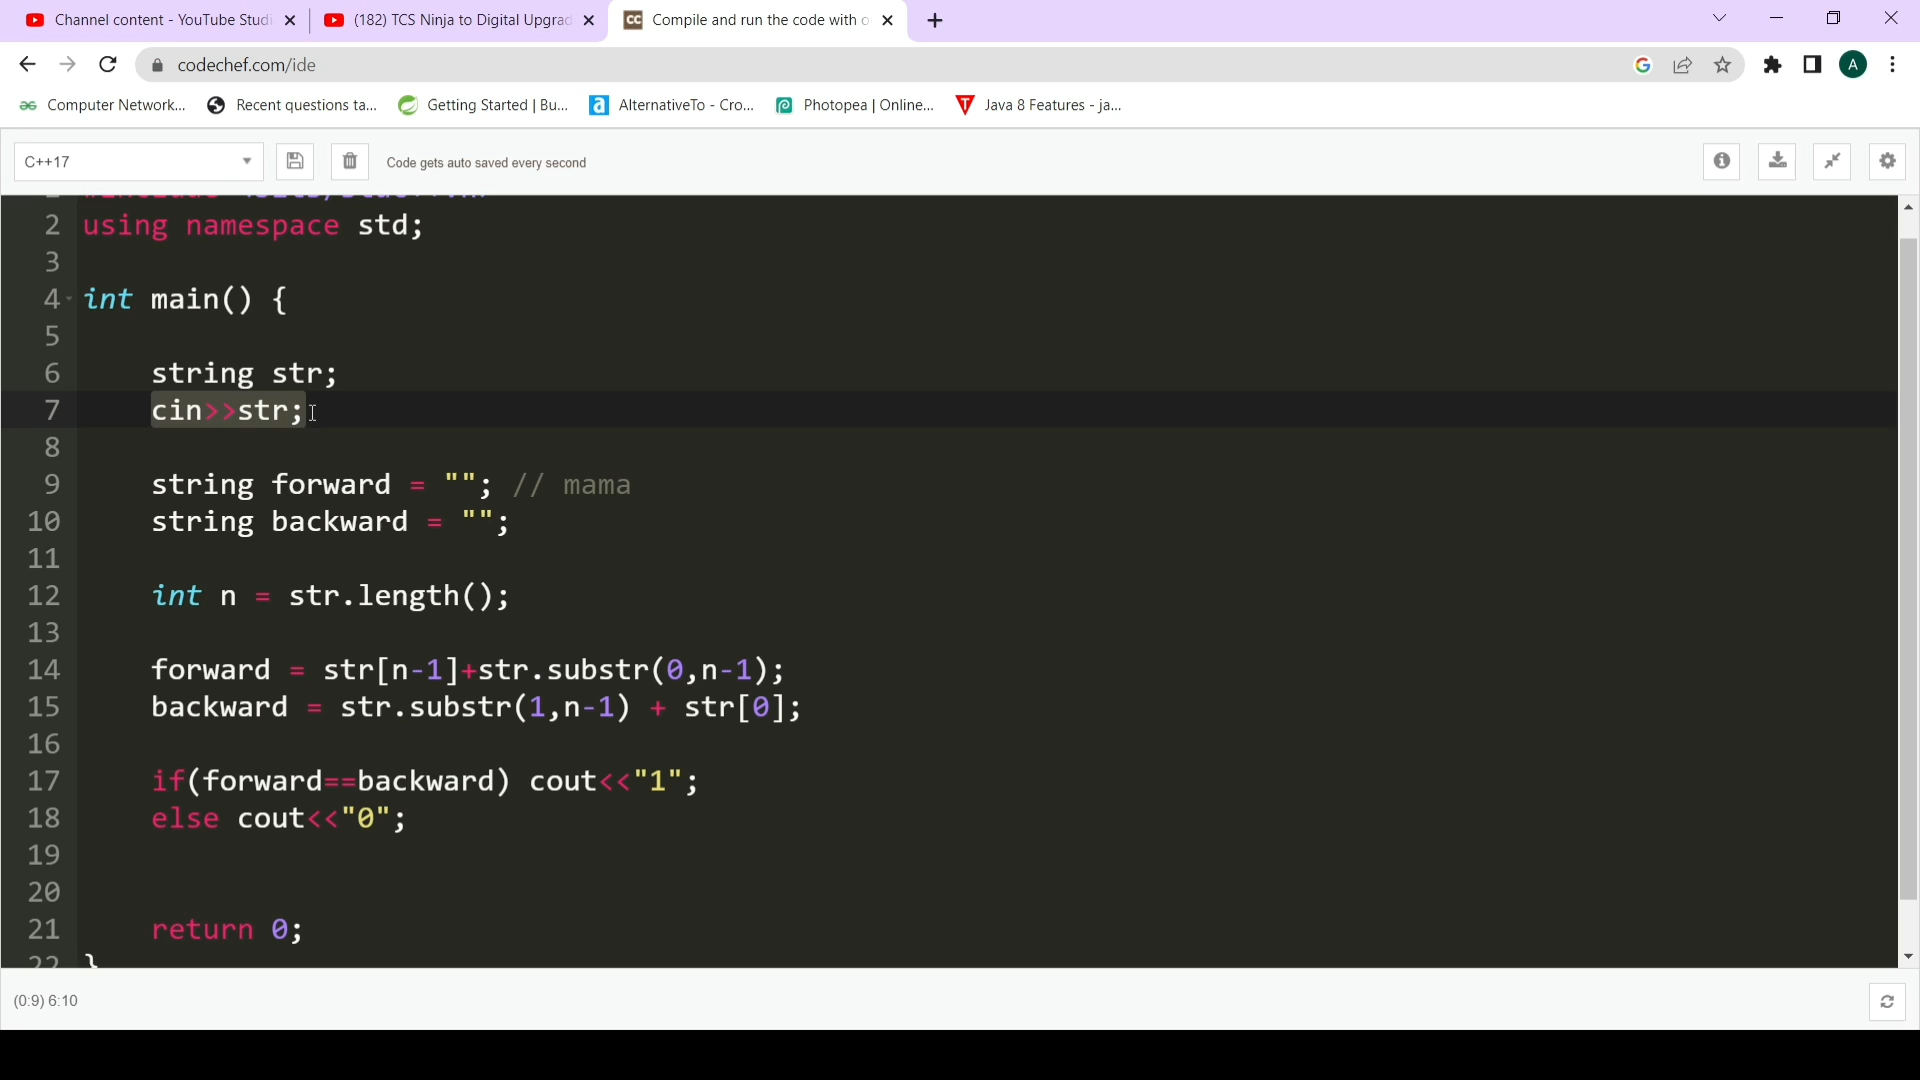 Channel content - YouTube Studi
(182) TCS Ninja to Digital Upgrad
CC Compile and run the code with o
codechef.com/ide
G A
Computer Network...
Recent questions ta...
Getting Started | Bu...
a AlternativeTo - Cro...
Photopea | Online...
T Java 8 Features - ja...
C++17
Code gets auto saved every second
2 using namespace std;
3
4 int main() {
5
6 string str;
7 cin>>str;
8
9 string forward = ""; // mama
10 string backward = "";
11
12 int n = str.length();
13
14 forward = str[n-1]+str.substr(0,n-1);
15 backward = str.substr(1,n-1) + str[0];
16
17 if(forward==backward) cout<<"1";
18 else cout<<"0";
19
20
21 return 0;
22 }
(0:9) 6:10